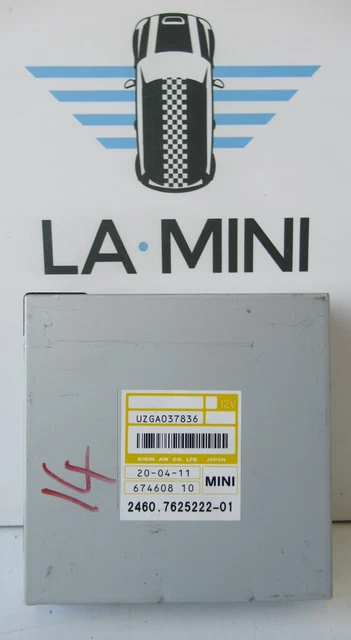 LA·MINI
12V
UZGA037836
AISIN AW CO., LTD JAPAN
20-04-11
674608 10 MINI
2460.7625222-01
14